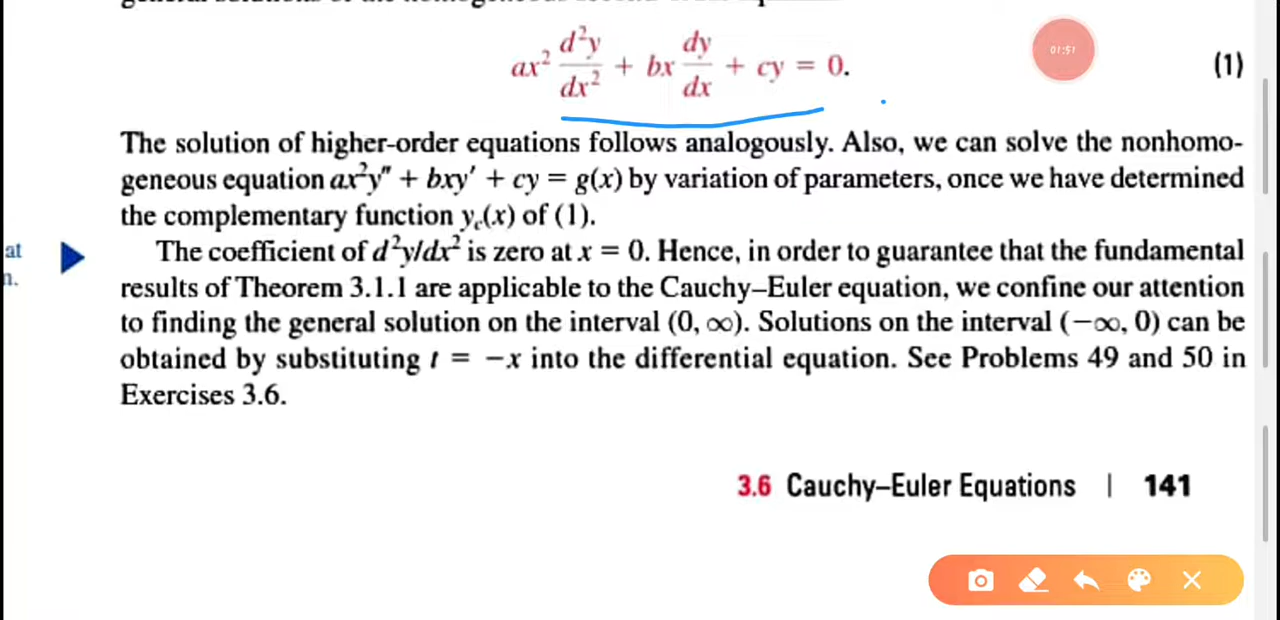 ax² d²y/dx² + bx dy/dx + cy = 0. (1)
01:51
The solution of higher-order equations follows analogously. Also, we can solve the nonhomo-
geneous equation ax²y″ + bxy′ + cy = g(x) by variation of parameters, once we have determined
the complementary function y_c(x) of (1).
at
n.
The coefficient of d²y/dx² is zero at x = 0. Hence, in order to guarantee that the fundamental
results of Theorem 3.1.1 are applicable to the Cauchy–Euler equation, we confine our attention
to finding the general solution on the interval (0, ∞). Solutions on the interval (−∞, 0) can be
obtained by substituting t = −x into the differential equation. See Problems 49 and 50 in
Exercises 3.6.
3.6 Cauchy–Euler Equations | 141